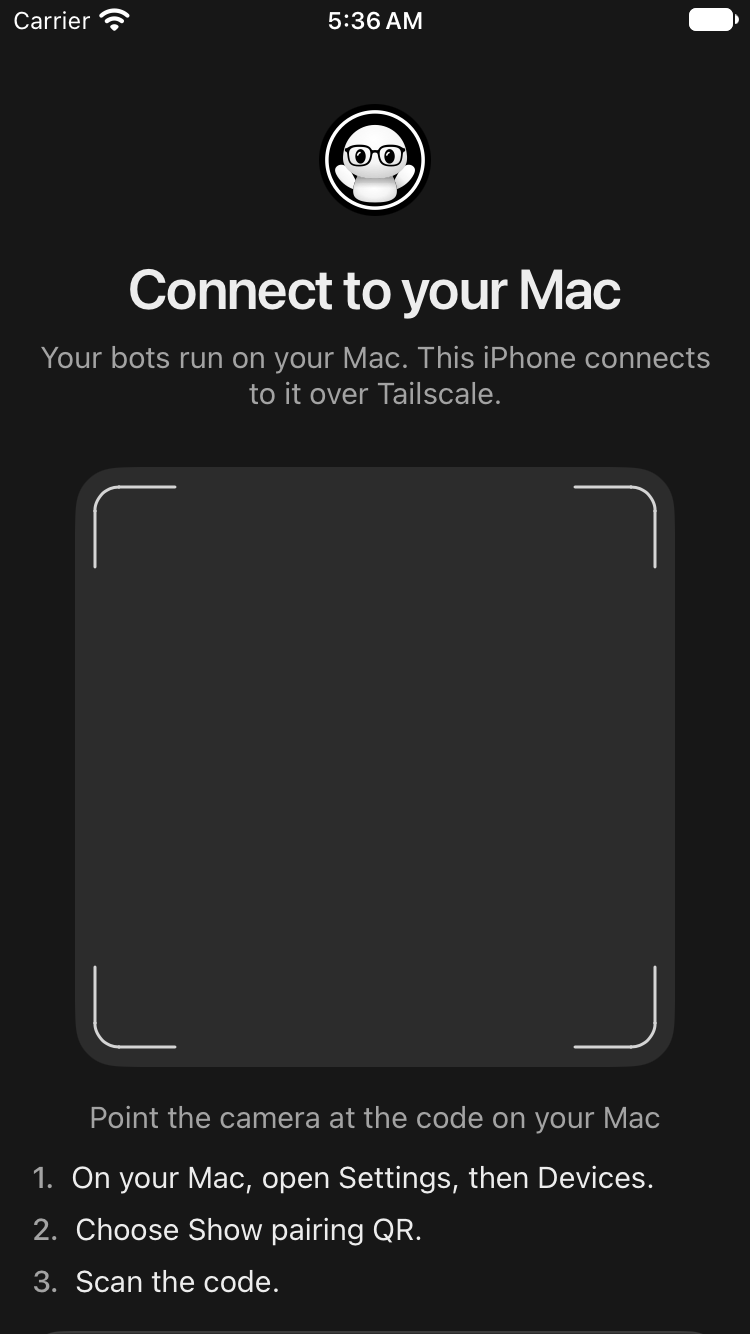 Carrier 5:36 AM
Connect to your Mac
Your bots run on your Mac. This iPhone connects
to it over Tailscale.
Point the camera at the code on your Mac
1. On your Mac, open Settings, then Devices.
2. Choose Show pairing QR.
3. Scan the code.